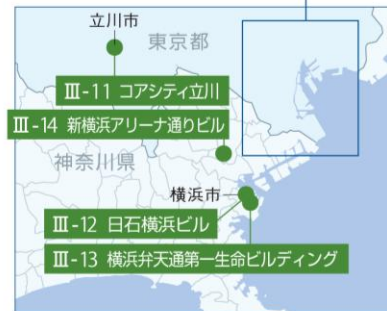 立川市
東京都
Ⅲ-11 コアシティ立川
Ⅲ-14 新横浜アリーナ通りビル
神奈川県
横浜市
Ⅲ-12 日石横浜ビル
Ⅲ-13 横浜弁天通第一生命ビルディング